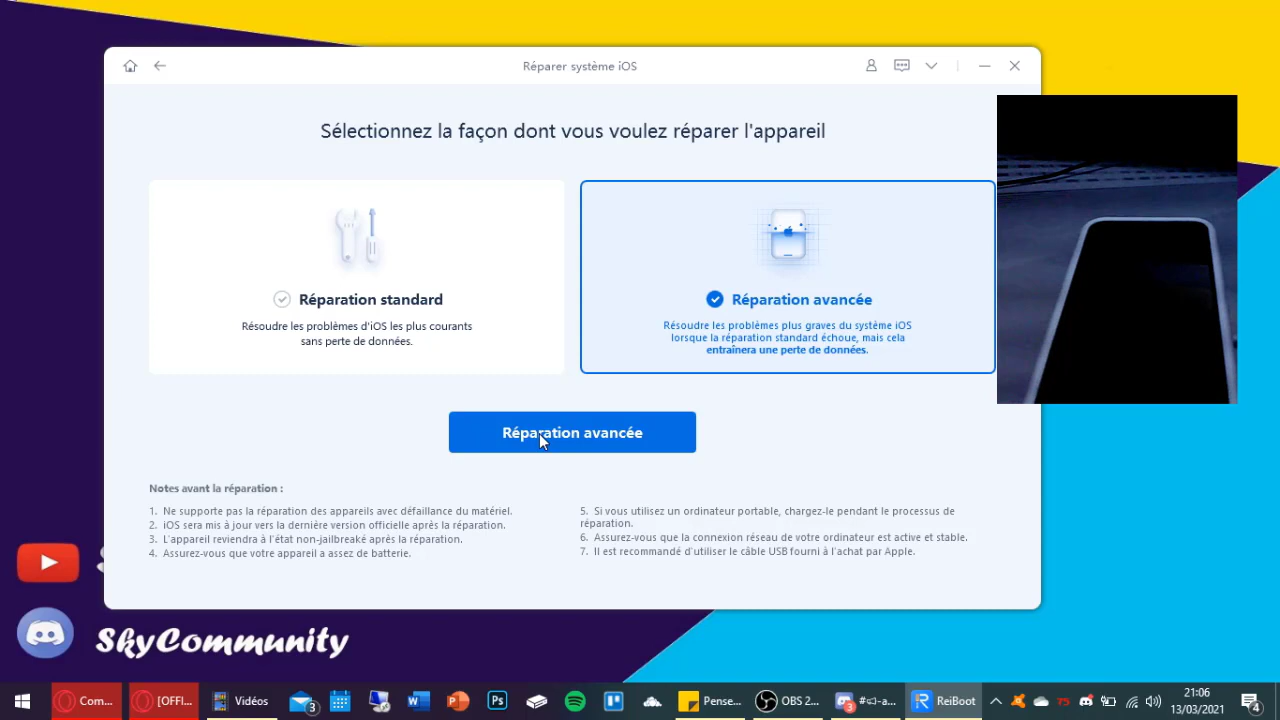 Réparer système iOS
Sélectionnez la façon dont vous voulez réparer l'appareil
Réparation standard
Résoudre les problèmes d'iOS les plus courants
sans perte de données.
Réparation avancée
Résoudre les problèmes plus graves du système iOS
lorsque la réparation standard échoue, mais cela
entraînera une perte de données.
Réparation avancée
Notes avant la réparation :
1. Ne supporte pas la réparation des appareils avec défaillance du matériel.
2. iOS sera mis à jour vers la dernière version officielle après la réparation.
3. L'appareil reviendra à l'état non-jailbreaké après la réparation.
4. Assurez-vous que votre appareil a assez de batterie.
5. Si vous utilisez un ordinateur portable, chargez-le pendant le processus de
réparation.
6. Assurez-vous que la connexion réseau de votre ordinateur est active et stable.
7. Il est recommandé d'utiliser le câble USB fourni à l'achat par Apple.
SkyCommunity
Com...
[OFFI...
Vidéos
3
W
P
Ps
Pense...
OBS 2...
3
#📢-a...
ReiBoot
21:06
13/03/2021
4